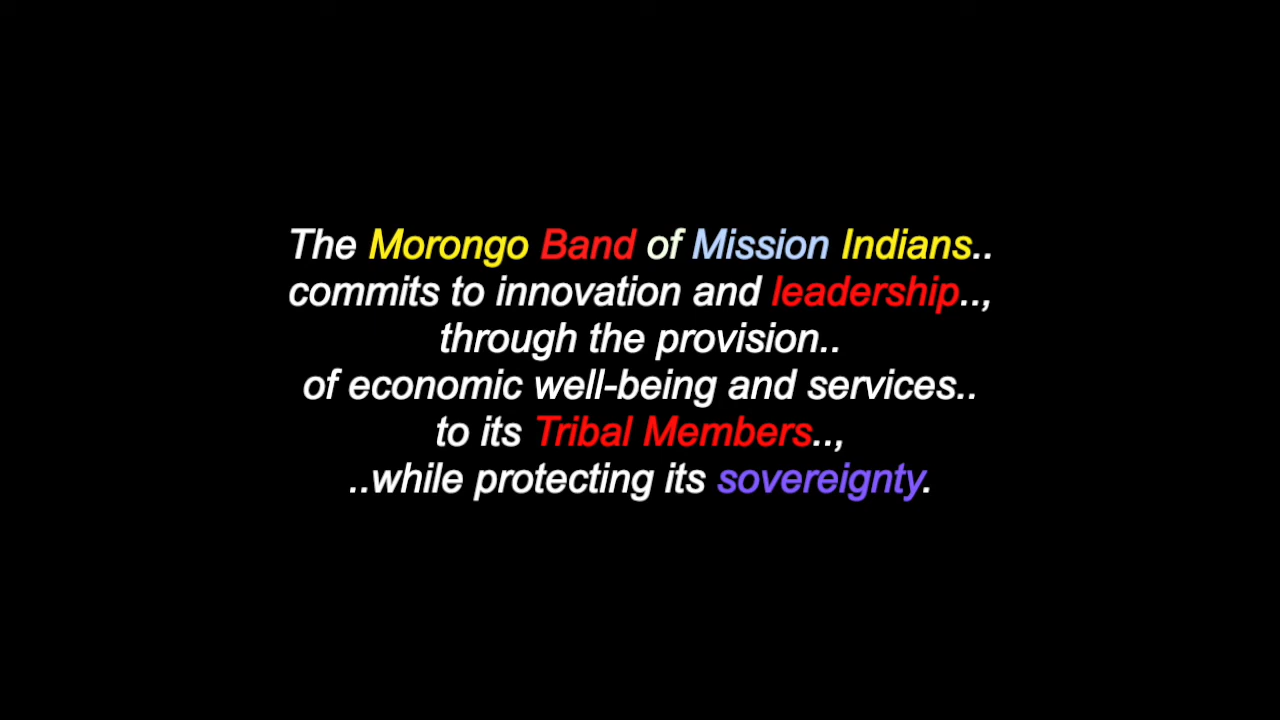 The Morongo Band of Mission Indians..
commits to innovation and leadership..,
through the provision..
of economic well-being and services..
to its Tribal Members..,
..while protecting its sovereignty.